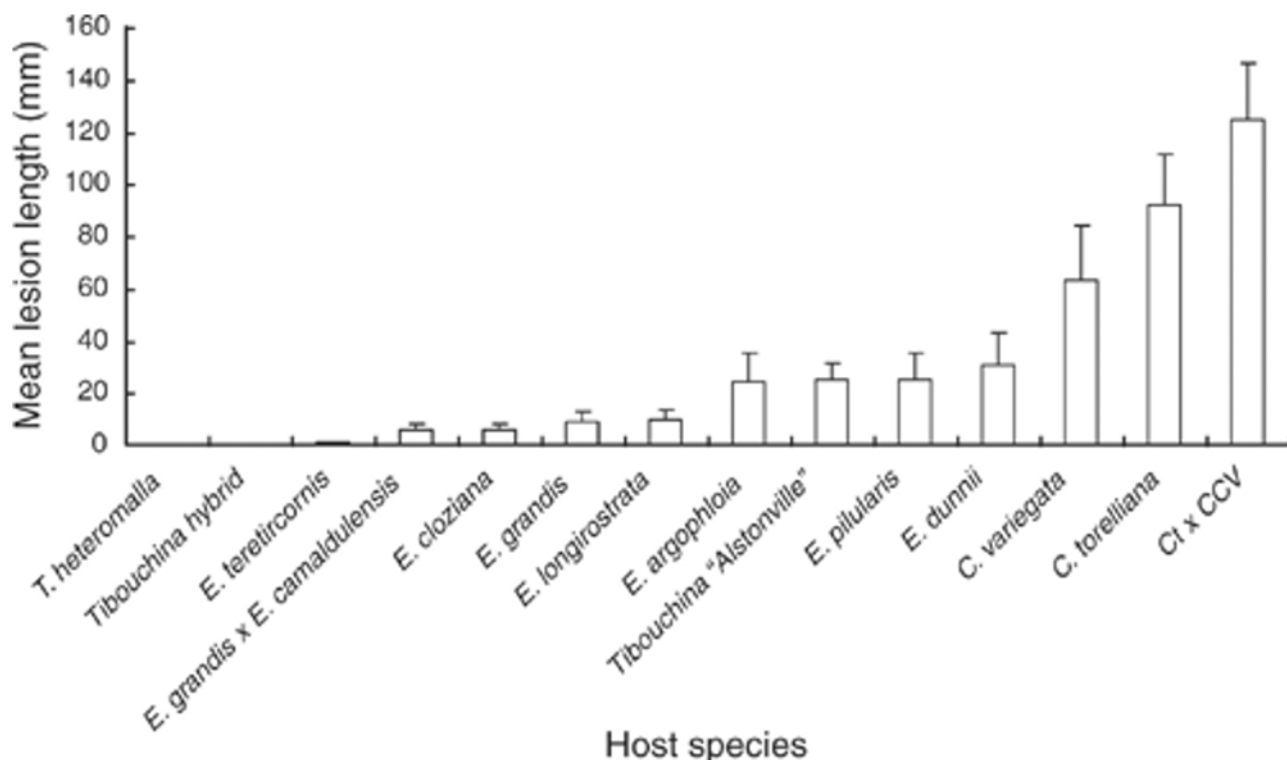 Mean lesion length (mm)
160
140
120
100
80
60
40
20
0
T. heteromalla
Tibouchina hybrid
E. teretircornis
E. grandis x E. camaldulensis
E. cloziana
E. grandis
E. longirostrata
E. argophloia
Tibouchina “Alstonville”
E. pilularis
E. dunnii
C. variegata
C. torelliana
Ct x CCV
Host species